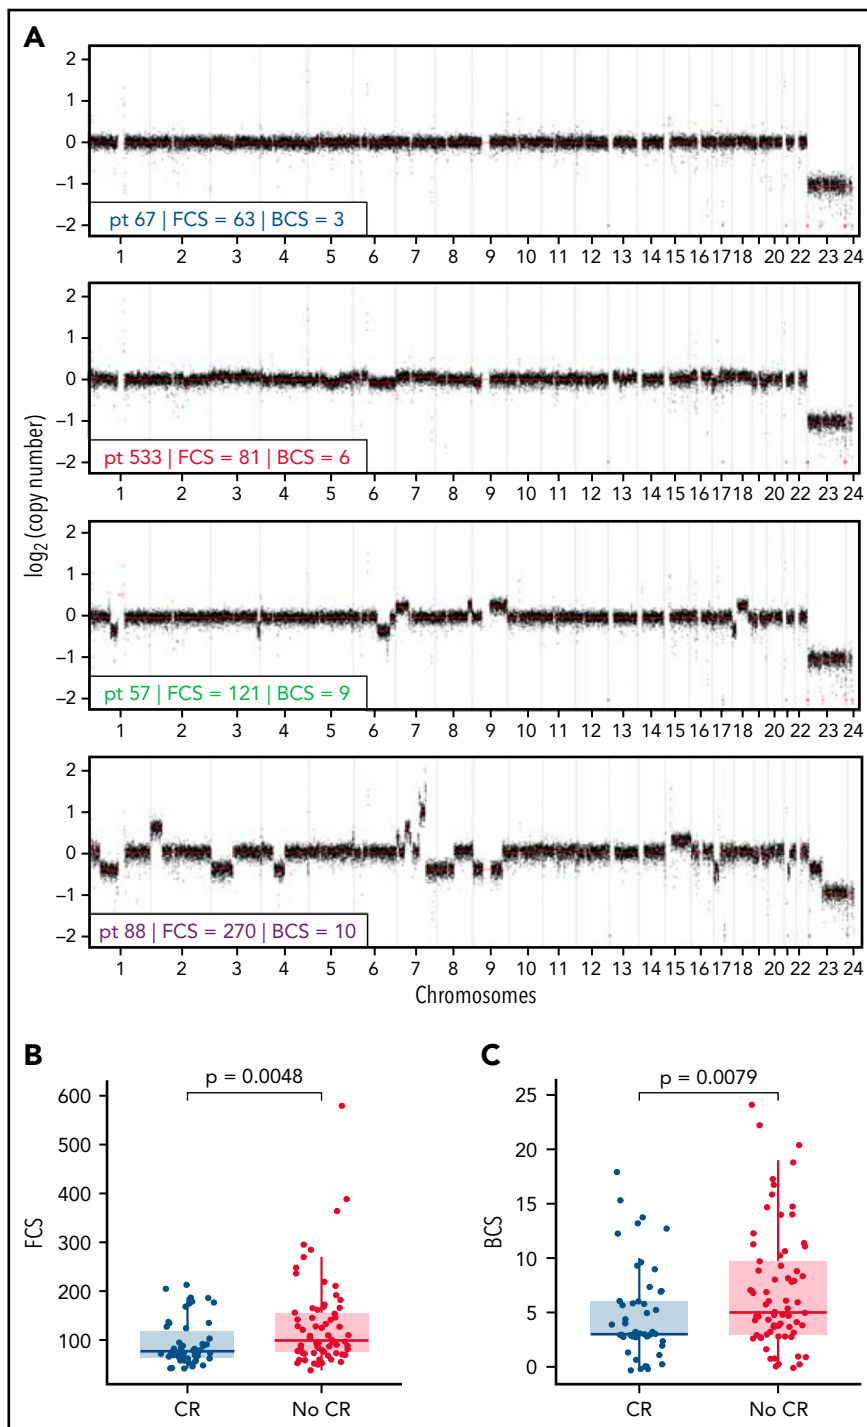 A
log2 (copy number)
2
1
0
–1
–2
pt 67 | FCS = 63 | BCS = 3
1 2 3 4 5 6 7 8 9 10 11 12 13 14 15 16 17 18 20 22 23 24
2
1
0
–1
–2
pt 533 | FCS = 81 | BCS = 6
1 2 3 4 5 6 7 8 9 10 11 12 13 14 15 16 17 18 20 22 23 24
2
1
0
–1
–2
pt 57 | FCS = 121 | BCS = 9
1 2 3 4 5 6 7 8 9 10 11 12 13 14 15 16 17 18 20 22 23 24
2
1
0
–1
–2
pt 88 | FCS = 270 | BCS = 10
1 2 3 4 5 6 7 8 9 10 11 12 13 14 15 16 17 18 20 22 23 24
Chromosomes
B
p = 0.0048
FCS
600
500
400
300
200
100
CR No CR
C
p = 0.0079
BCS
25
20
15
10
5
0
CR No CR